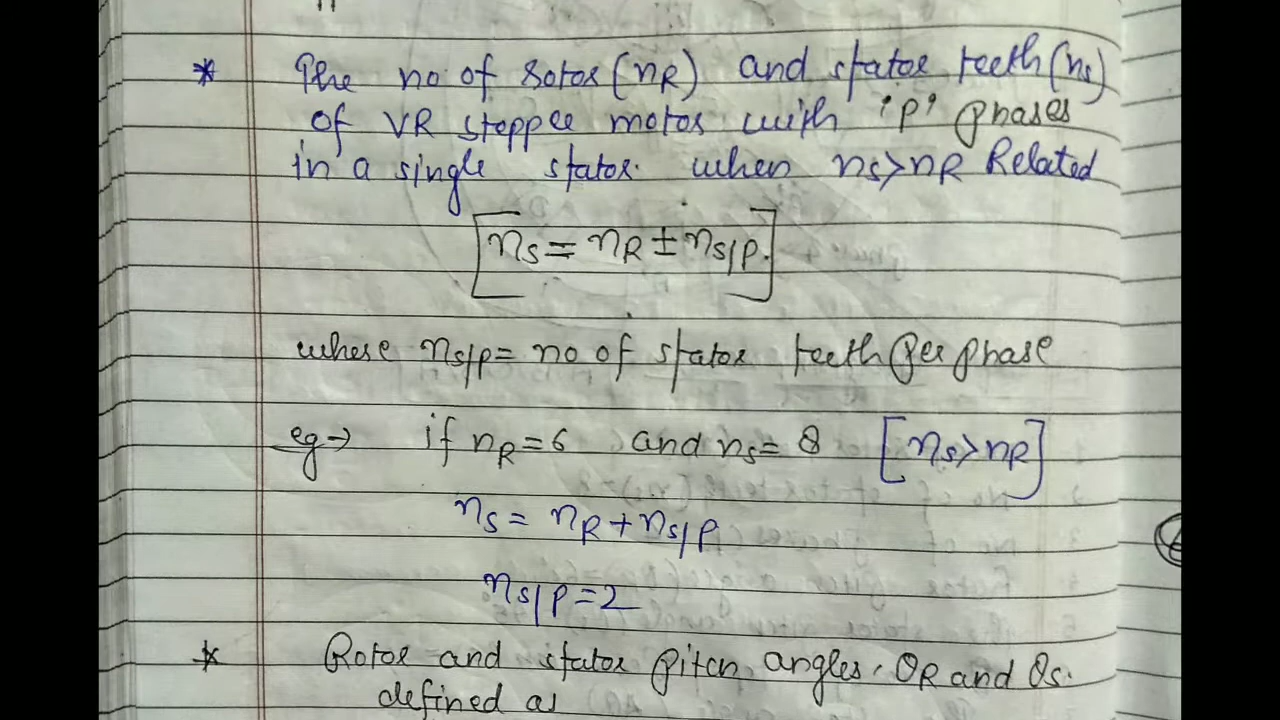 * The no of rotor (nR) and stator teeth (ns)
of VR steppee motor with 'p' phases
in a single stator. when ns>nR Related
[ns = nR ± ns/p.]
where ns/p = no of stator teeth per phase
eg→ if nR = 6 and ns = 8 [ns>nR]
ns = nR + ns/p
ns/p = 2
* Rotor and stator pitch angles, θR and θs.
defined as